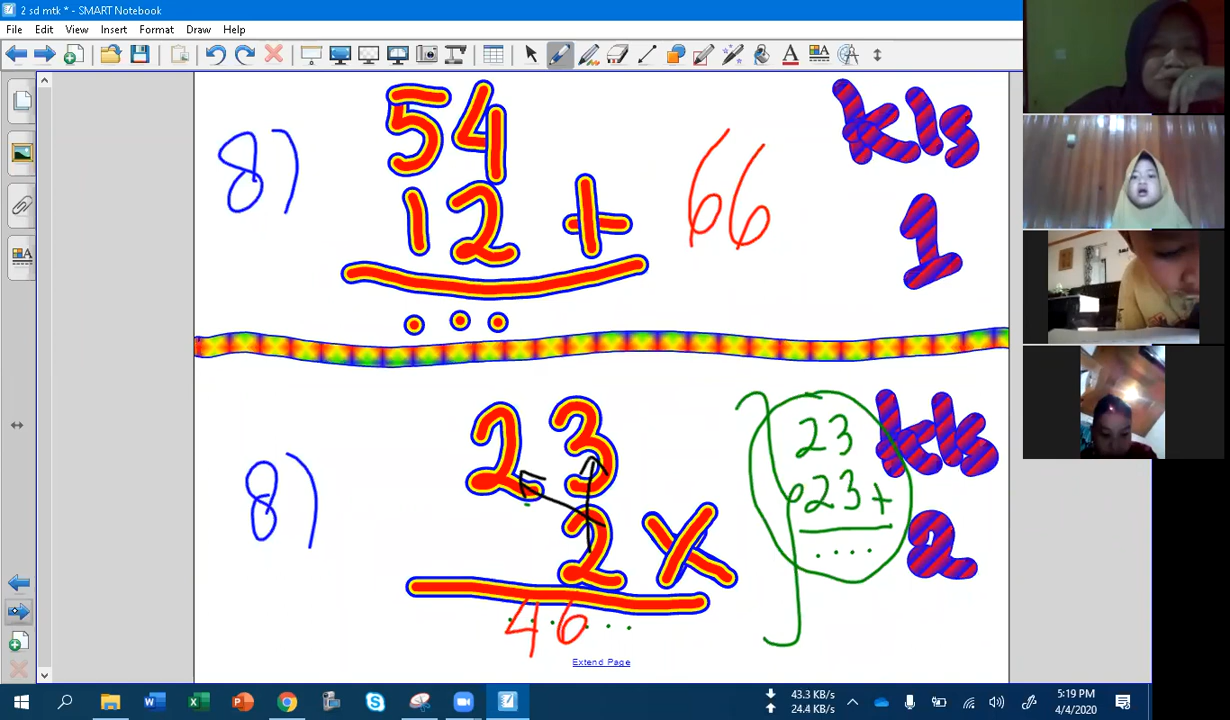 2 sd mtk * - SMART Notebook
File Edit View Insert Format Draw Help
8)
54
12 +
...
66
kls
1
8)
23
2 x
46
23
23 +
....
kls
2
Extend Page
43.3 KB/s
24.4 KB/s
5:19 PM
4/4/2020